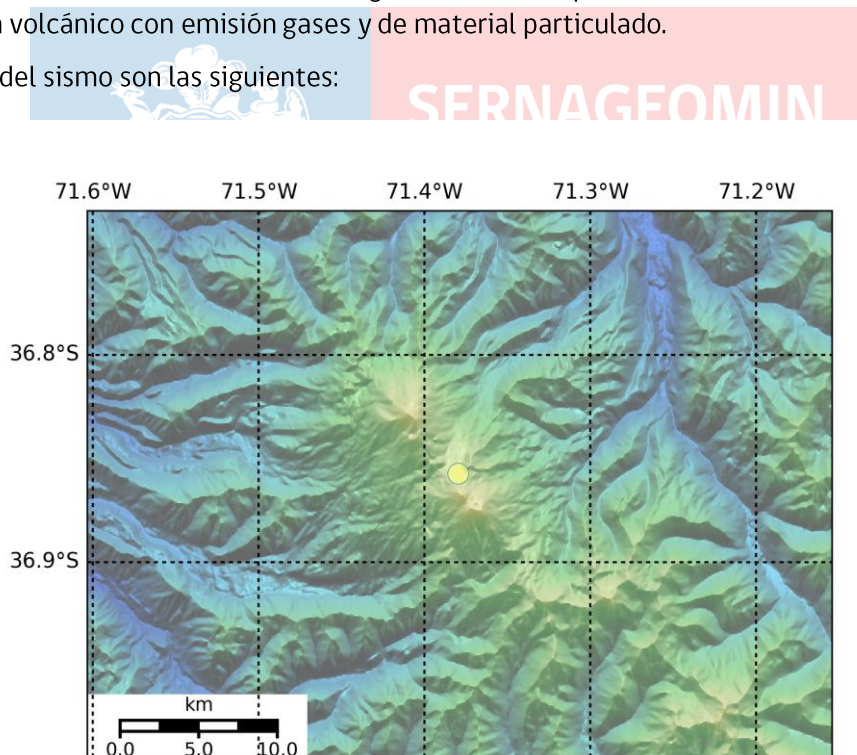 volcánico con emisión gases y de material particulado.
del sismo son las siguientes:
SERNAGEOMIN
71.6°W 71.5°W 71.4°W 71.3°W 71.2°W
36.8°S
36.9°S
km
0.0 5.0 10.0